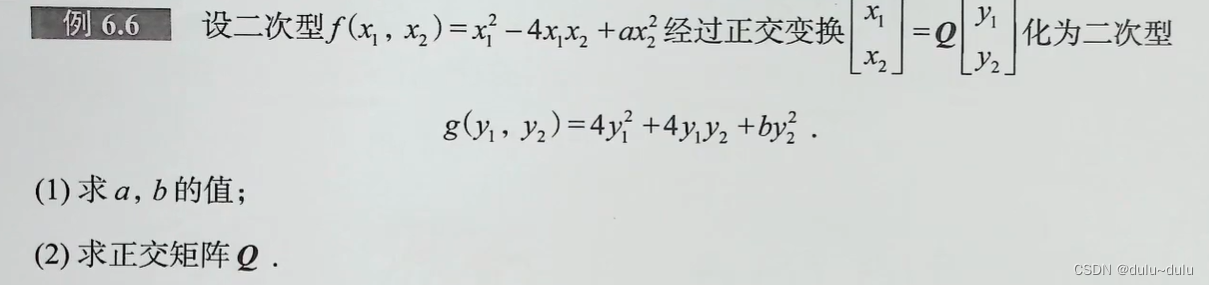 例 6.6 设二次型f(x₁, x₂)=x₁²-4x₁x₂+ax₂²经过正交变换[x₁ x₂]=Q[y₁ y₂]化为二次型
g(y₁, y₂)=4y₁²+4y₁y₂+by₂².
(1) 求a, b的值;
(2) 求正交矩阵Q.
CSDN @dulu~dulu